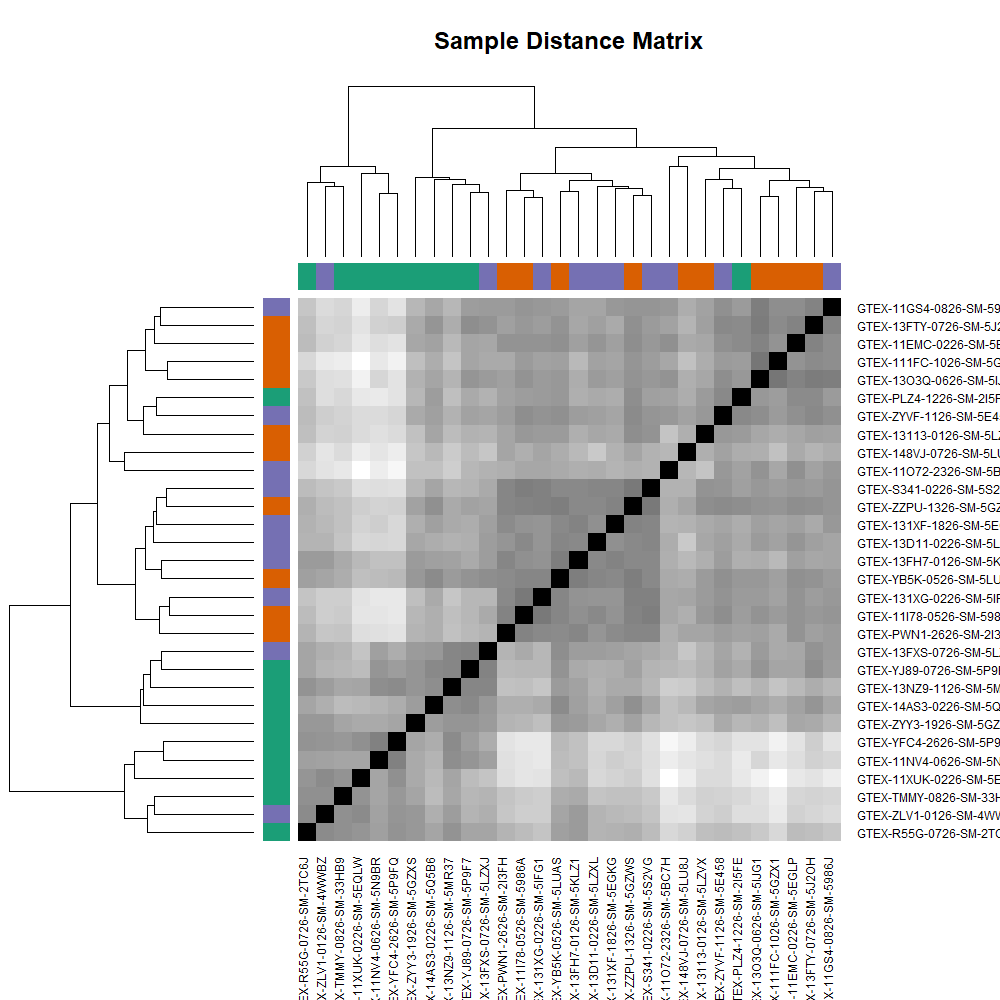 Sample Distance Matrix
GTEX-11GS4-0826-SM-59
GTEX-13FTY-0726-SM-5J2
GTEX-11EMC-0226-SM-5E
GTEX-111FC-1026-SM-5G
GTEX-13O3Q-0626-SM-5IJ
GTEX-PLZ4-1226-SM-2I5F
GTEX-ZYVF-1126-SM-5E4
GTEX-13113-0126-SM-5LZ
GTEX-148VJ-0726-SM-5LU
GTEX-11O72-2326-SM-5B
GTEX-S341-0226-SM-5S2
GTEX-ZZPU-1326-SM-5GZ
GTEX-131XF-1826-SM-5E
GTEX-13D11-0226-SM-5L
GTEX-13FH7-0126-SM-5K
GTEX-YB5K-0526-SM-5LU
GTEX-131XG-0226-SM-5IF
GTEX-11I78-0526-SM-598
GTEX-PWN1-2626-SM-2I3
GTEX-13FXS-0726-SM-5L
GTEX-YJ89-0726-SM-5P9
GTEX-13NZ9-1126-SM-5M
GTEX-14AS3-0226-SM-5Q
GTEX-ZYY3-1926-SM-5GZ
GTEX-YFC4-2626-SM-5P9
GTEX-11NV4-0626-SM-5N
GTEX-11XUK-0226-SM-5E
GTEX-TMMY-0826-SM-33H
GTEX-ZLV1-0126-SM-4WW
GTEX-R55G-0726-SM-2TC
EX-R55G-0726-SM-2TC6J
X-ZLV1-0126-SM-4WWBZ
X-TMMY-0826-SM-33HB9
-11XUK-0226-SM-5EQLW
-11NV4-0626-SM-5N9BR
EX-YFC4-2626-SM-5P9FQ
EX-ZYY3-1926-SM-5GZXS
X-14AS3-0226-SM-5Q5B6
-13NZ9-1126-SM-5MR37
TEX-YJ89-0726-SM-5P9F7
X-13FXS-0726-SM-5LZXJ
EX-PWN1-2626-SM-2I3FH
EX-11I78-0526-SM-5986A
X-131XG-0226-SM-5IFG1
EX-YB5K-0526-SM-5LUAS
X-13FH7-0126-SM-5KLZ1
X-13D11-0226-SM-5LZXL
X-131XF-1826-SM-5EGKG
EX-ZZPU-1326-SM-5GZWS
EX-S341-0226-SM-5S2VG
X-11O72-2326-SM-5BC7H
X-148VJ-0726-SM-5LU8J
X-13113-0126-SM-5LZVX
EX-ZYVF-1126-SM-5E458
TEX-PLZ4-1226-SM-2I5FE
X-13O3Q-0626-SM-5IJG1
X-111FC-1026-SM-5GZX1
-11EMC-0226-SM-5EGLP
X-13FTY-0726-SM-5J2OH
X-11GS4-0826-SM-5986J